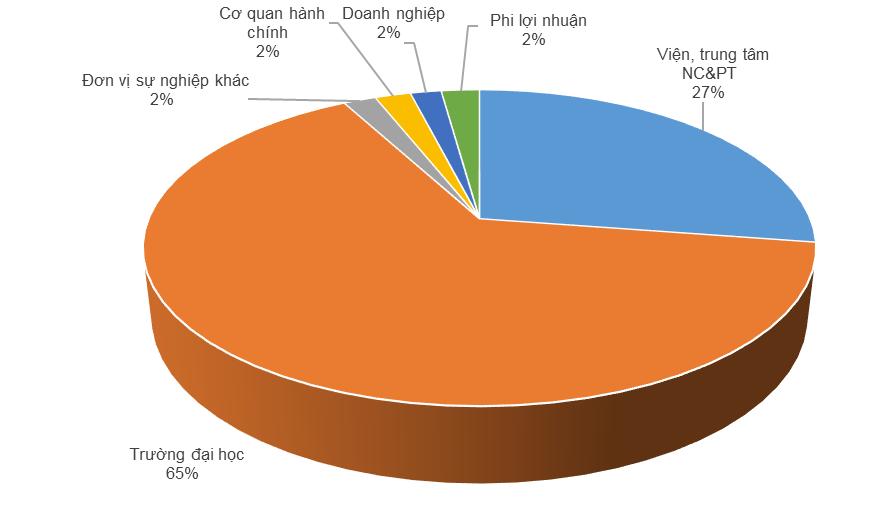 Cơ quan hành
chính
2%
Doanh nghiệp
2%
Phi lợi nhuận
2%
Viện, trung tâm
NC&PT
27%
Đơn vị sự nghiệp khác
2%
Trường đại học
65%